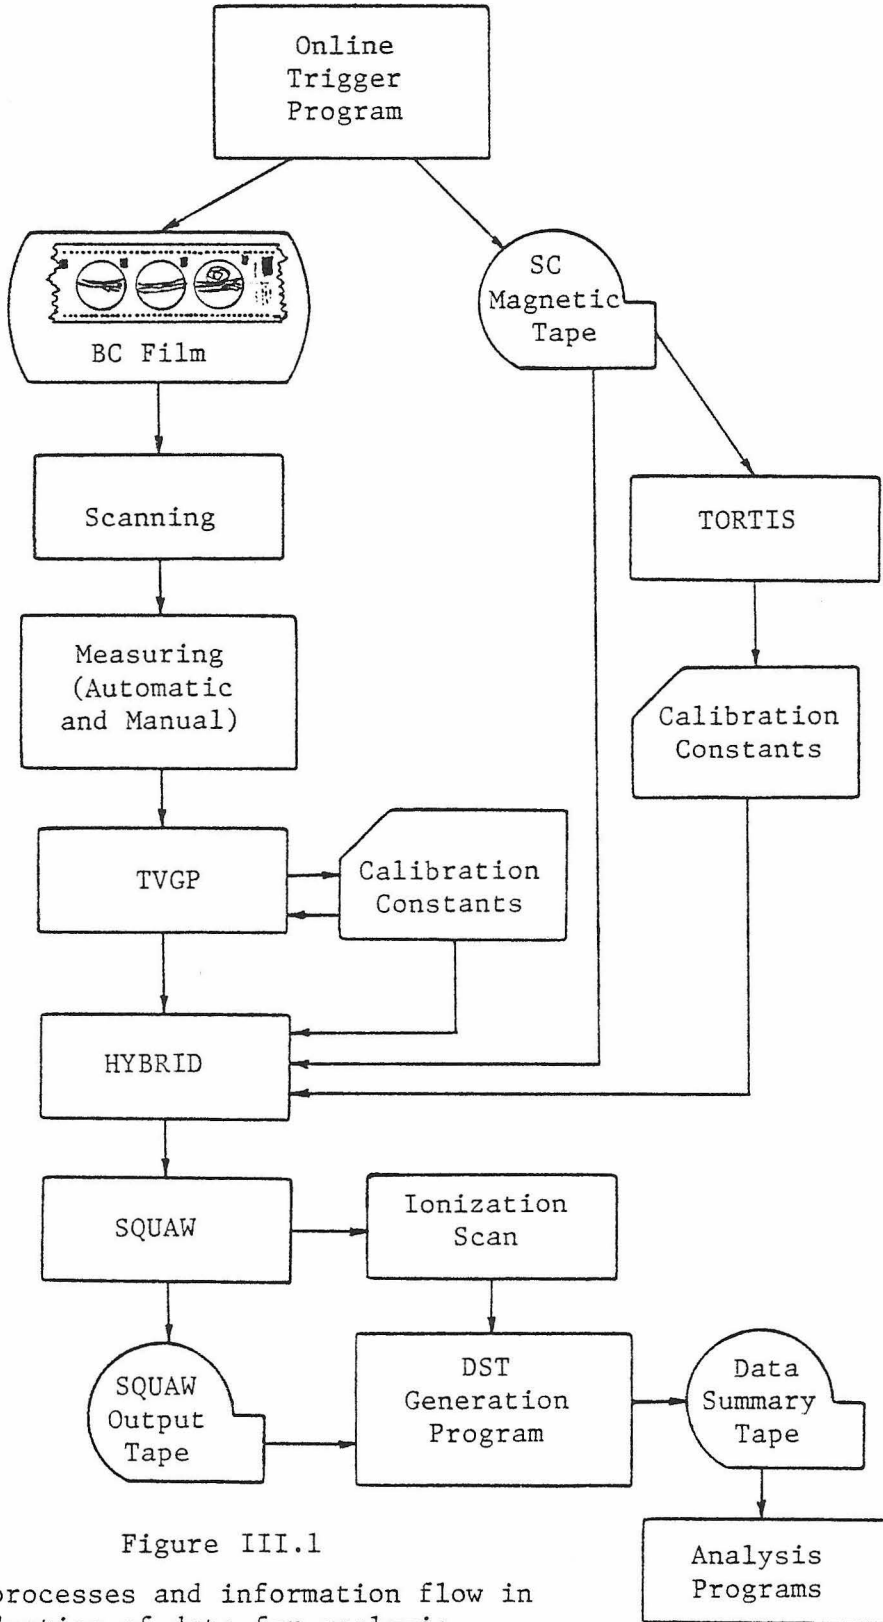 Online
Trigger
Program
SC
Magnetic
Tape
BC Film
Scanning
TORTIS
Measuring
(Automatic
and Manual)
Calibration
Constants
TVGP
Calibration
Constants
HYBRID
SQUAW
Ionization
Scan
SQUAW
Output
Tape
DST
Generation
Program
Data
Summary
Tape
Figure III.1
Analysis
Programs
processes and information flow in